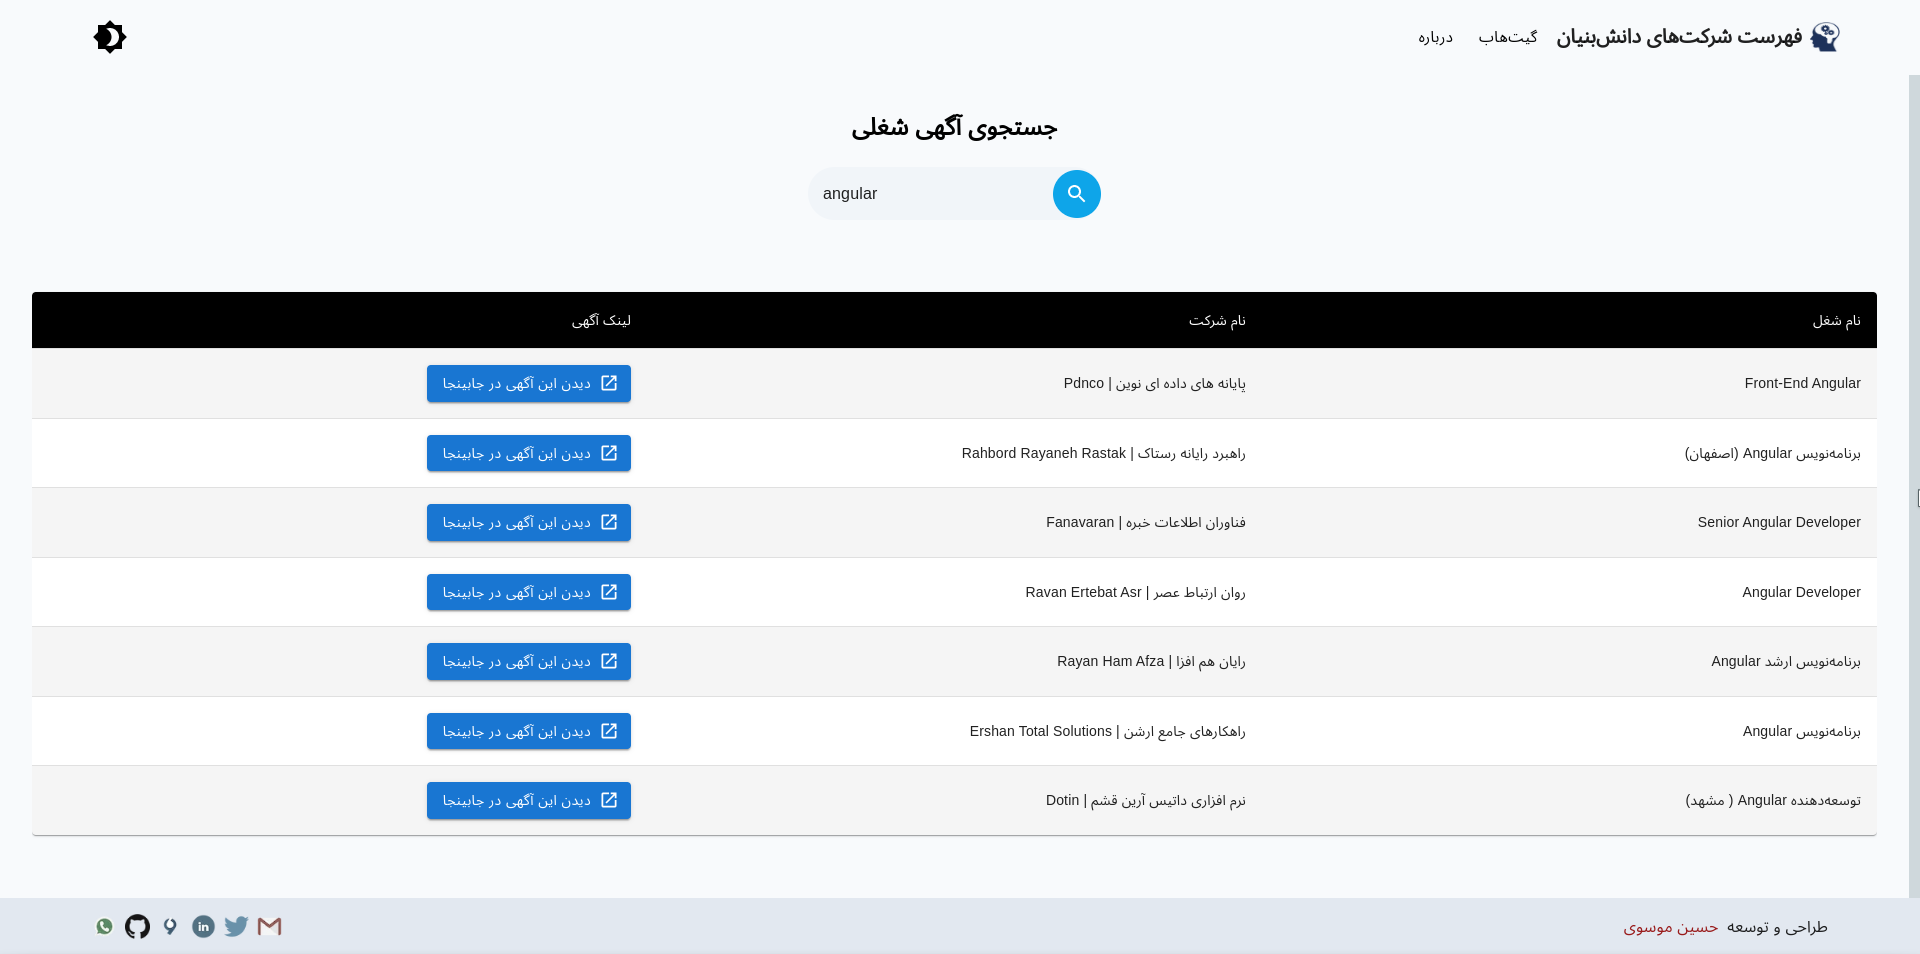 فهرست شرکت‌های دانش‌بنیان
گیت‌هاب
درباره
جستجوی آگهی شغلی
angular
نام شغل
نام شرکت
لینک آگهی
Front-End Angular
پایانه های داده ای نوین | Pdnco
دیدن این آگهی در جابینجا
برنامه‌نویس Angular (اصفهان)
راهبرد رایانه رستاک | Rahbord Rayaneh Rastak
دیدن این آگهی در جابینجا
Senior Angular Developer
فناوران اطلاعات خبره | Fanavaran
دیدن این آگهی در جابینجا
Angular Developer
روان ارتباط عصر | Ravan Ertebat Asr
دیدن این آگهی در جابینجا
برنامه‌نویس ارشد Angular
رایان هم افزا | Rayan Ham Afza
دیدن این آگهی در جابینجا
برنامه‌نویس Angular
راهکارهای جامع ارشن | Ershan Total Solutions
دیدن این آگهی در جابینجا
توسعه‌دهنده Angular ( مشهد)
نرم افزاری داتیس آرین قشم | Dotin
دیدن این آگهی در جابینجا
طراحی و توسعه حسین موسوی